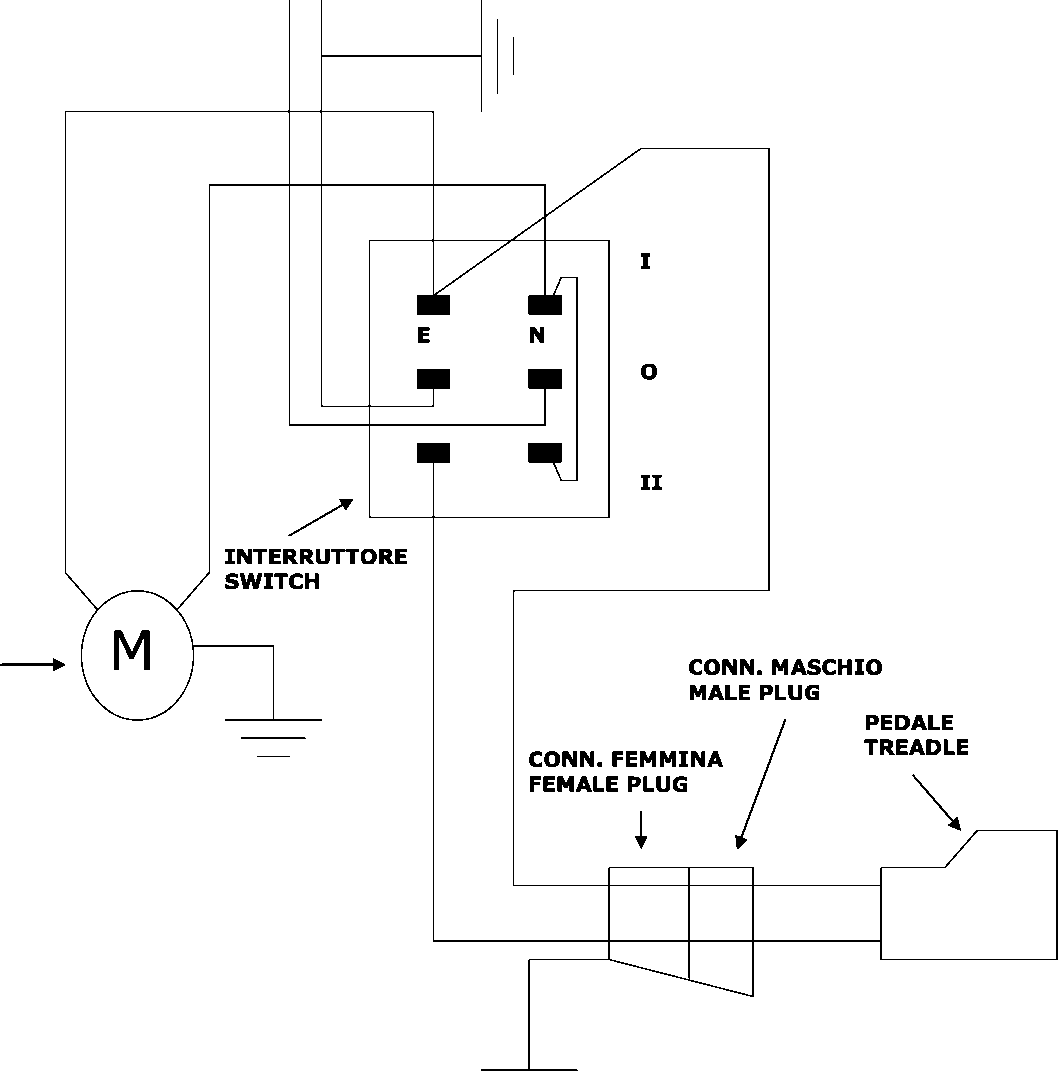 I
E
N
O
II
INTERRUTTORE
SWITCH
M
CONN. MASCHIO
MALE PLUG
PEDALE
TREADLE
CONN. FEMMINA
FEMALE PLUG